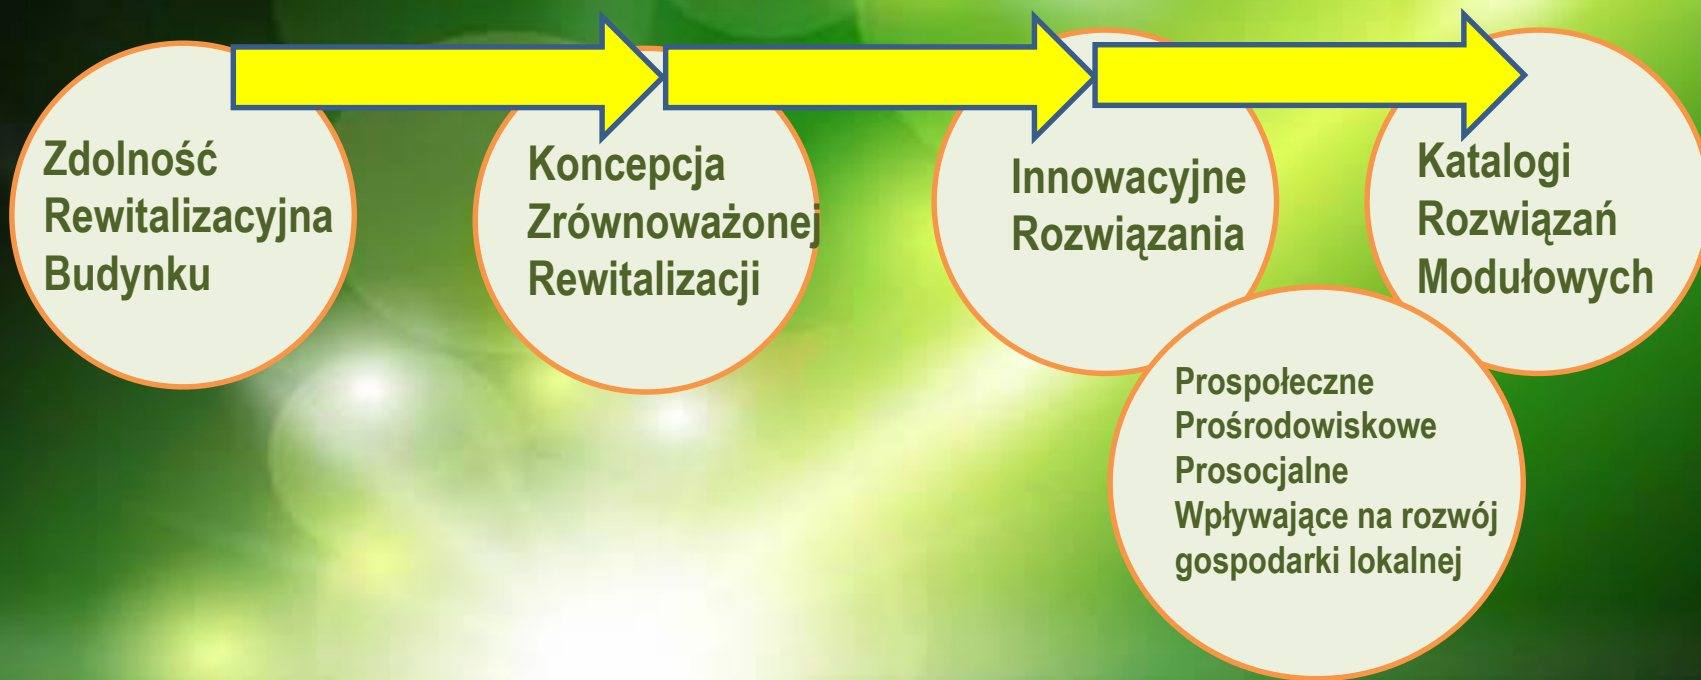 Zdolność
Rewitalizacyjna
Budynku
Koncepcja
Zrównoważonej
Rewitalizacji
Innowacyjne
Rozwiązania
Katalogi
Rozwiązań
Modułowych
Prospołeczne
Prośrodowiskowe
Prosocjalne
Wpływające na rozwój
gospodarki lokalnej